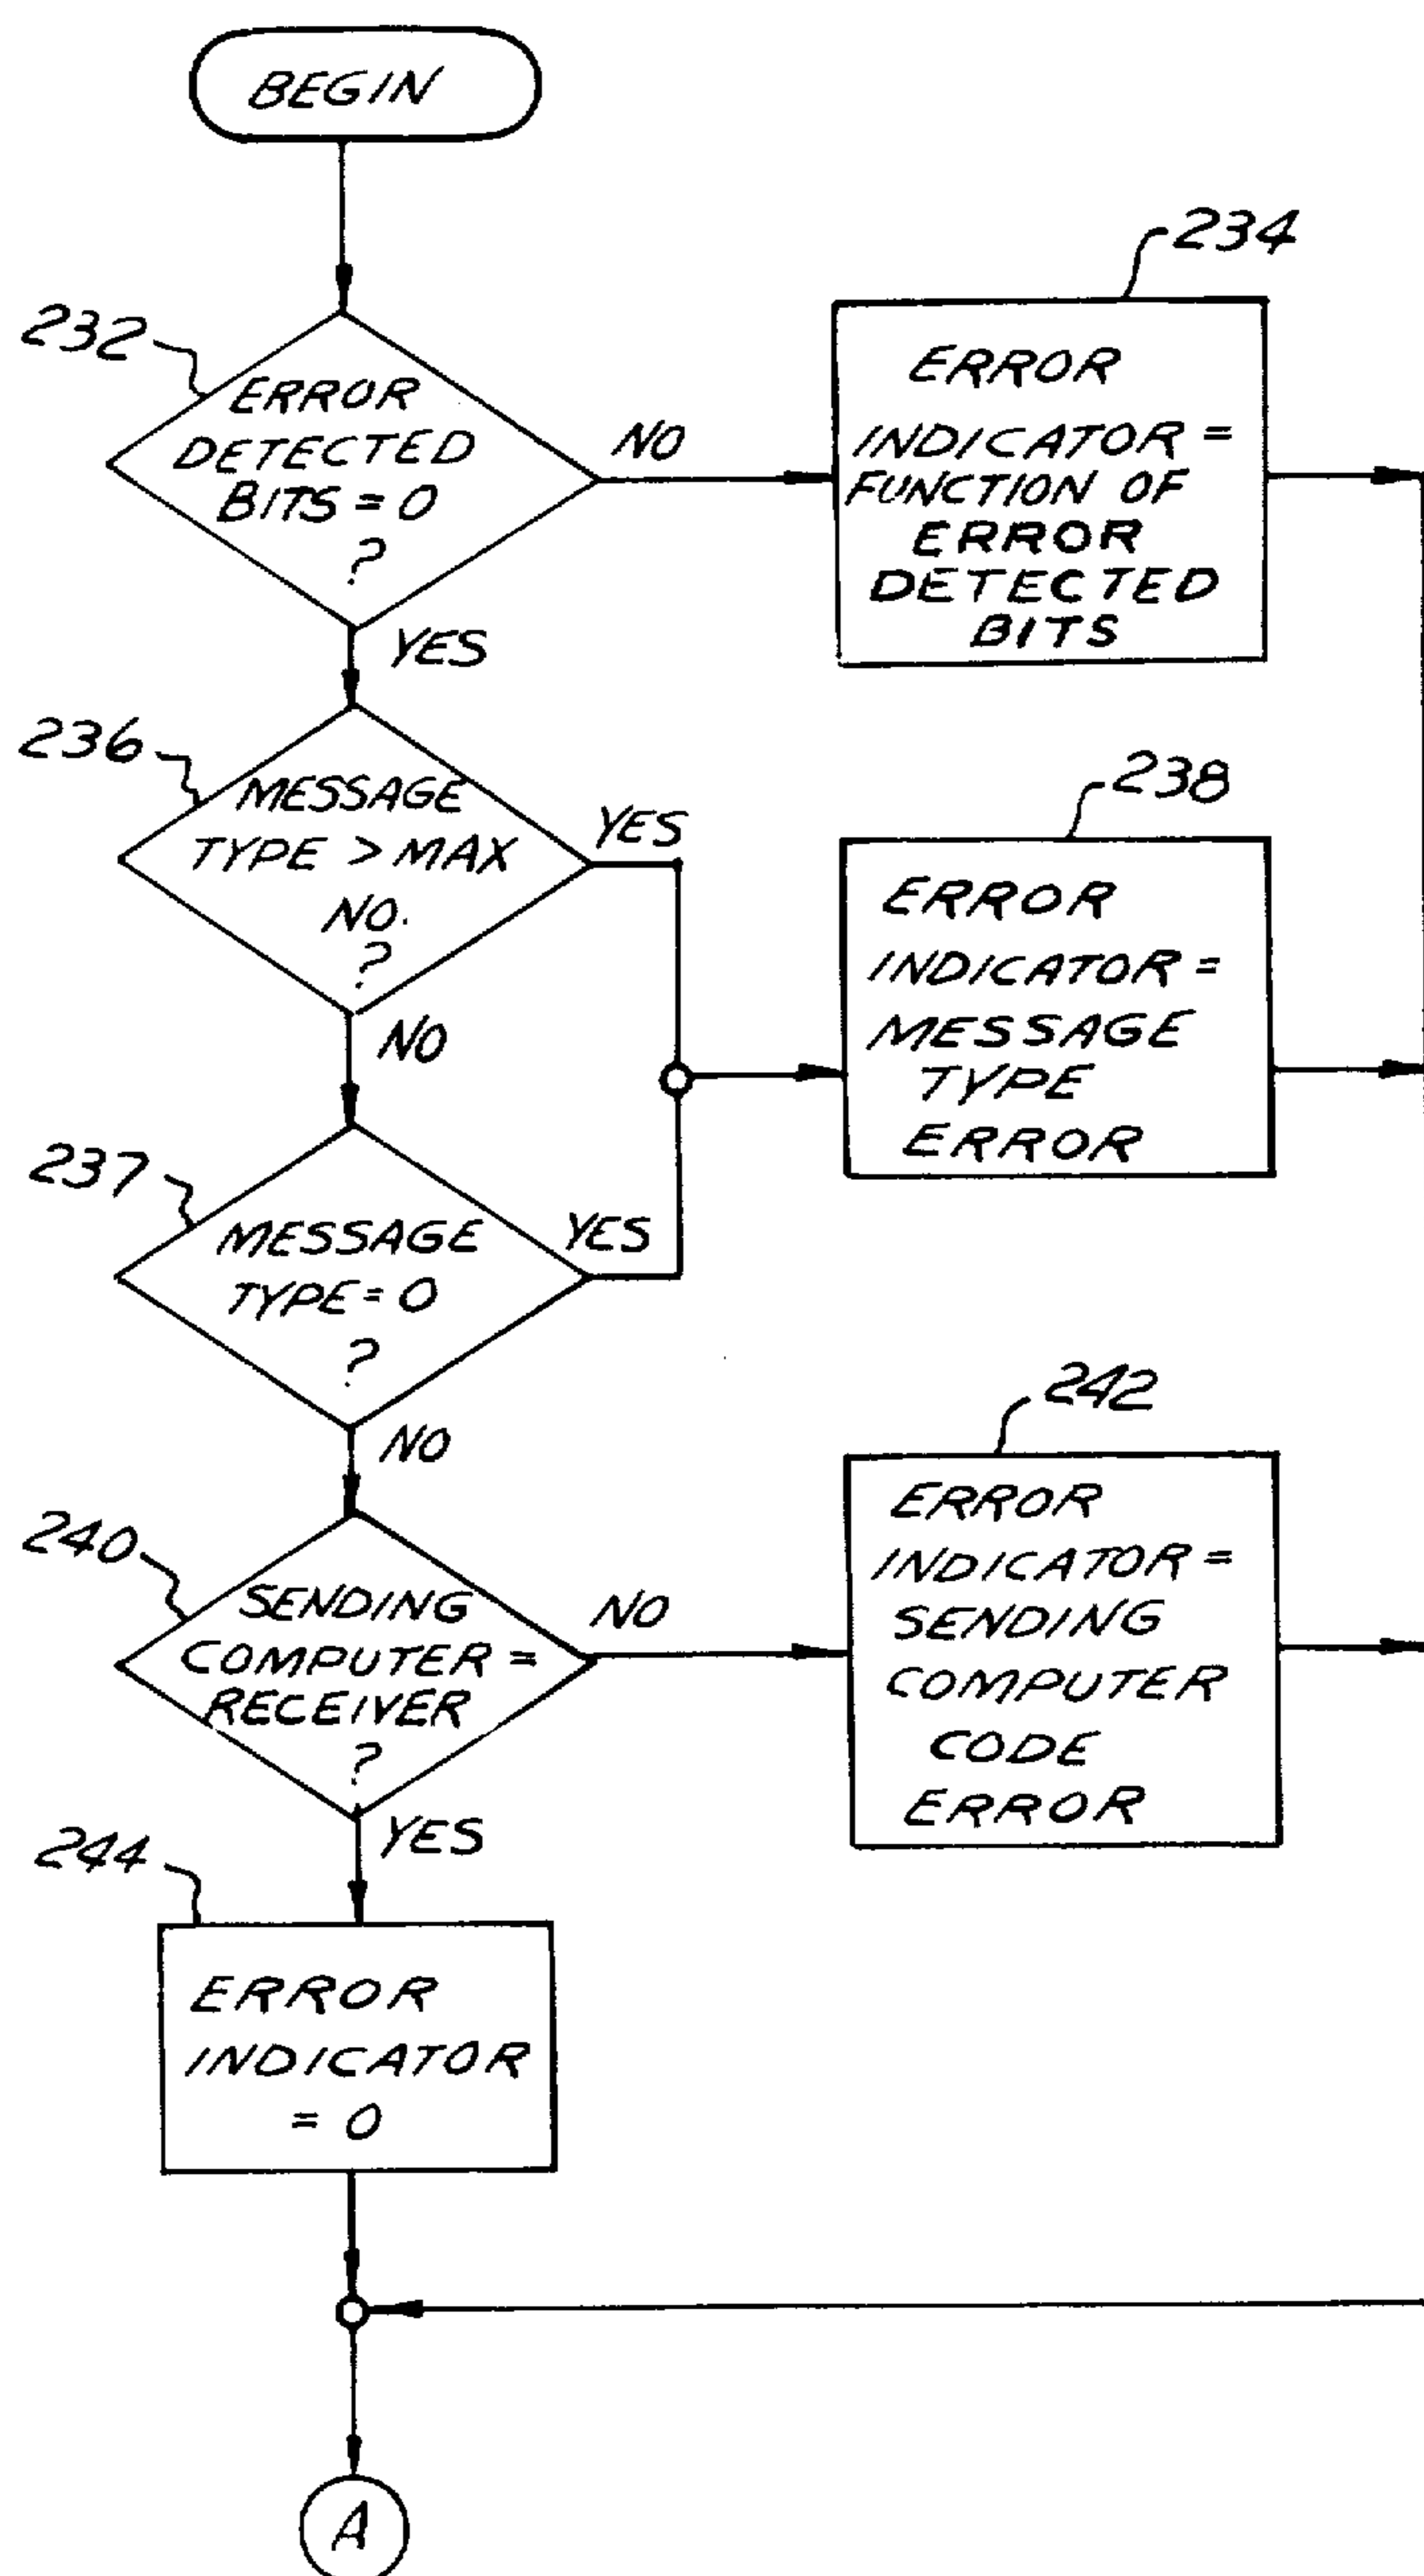 BEGIN
232
ERROR
DETECTED
BITS = 0
?
NO
YES
234
ERROR
INDICATOR =
FUNCTION OF
ERROR
DETECTED
BITS
236
MESSAGE
TYPE > MAX
NO.
?
YES
NO
238
ERROR
INDICATOR =
MESSAGE
TYPE
ERROR
237
MESSAGE
TYPE = 0
?
YES
NO
240
SENDING
COMPUTER =
RECEIVER
?
NO
YES
242
ERROR
INDICATOR =
SENDING
COMPUTER
CODE
ERROR
244
ERROR
INDICATOR
= 0
A